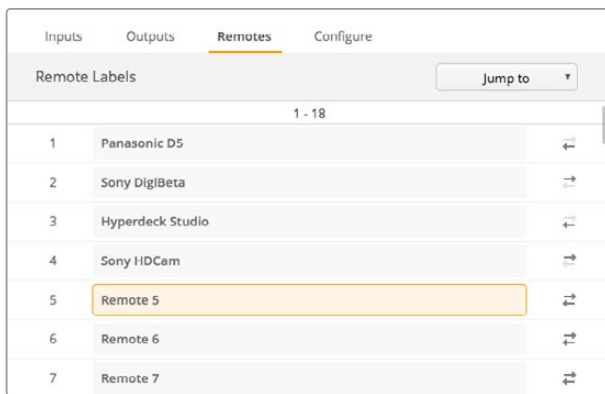 Inputs Outputs Remotes Configure
Remote Labels Jump to
1 - 18
1 Panasonic D5
2 Sony DigiBeta
3 Hyperdeck Studio
4 Sony HDCam
5 Remote 5
6 Remote 6
7 Remote 7